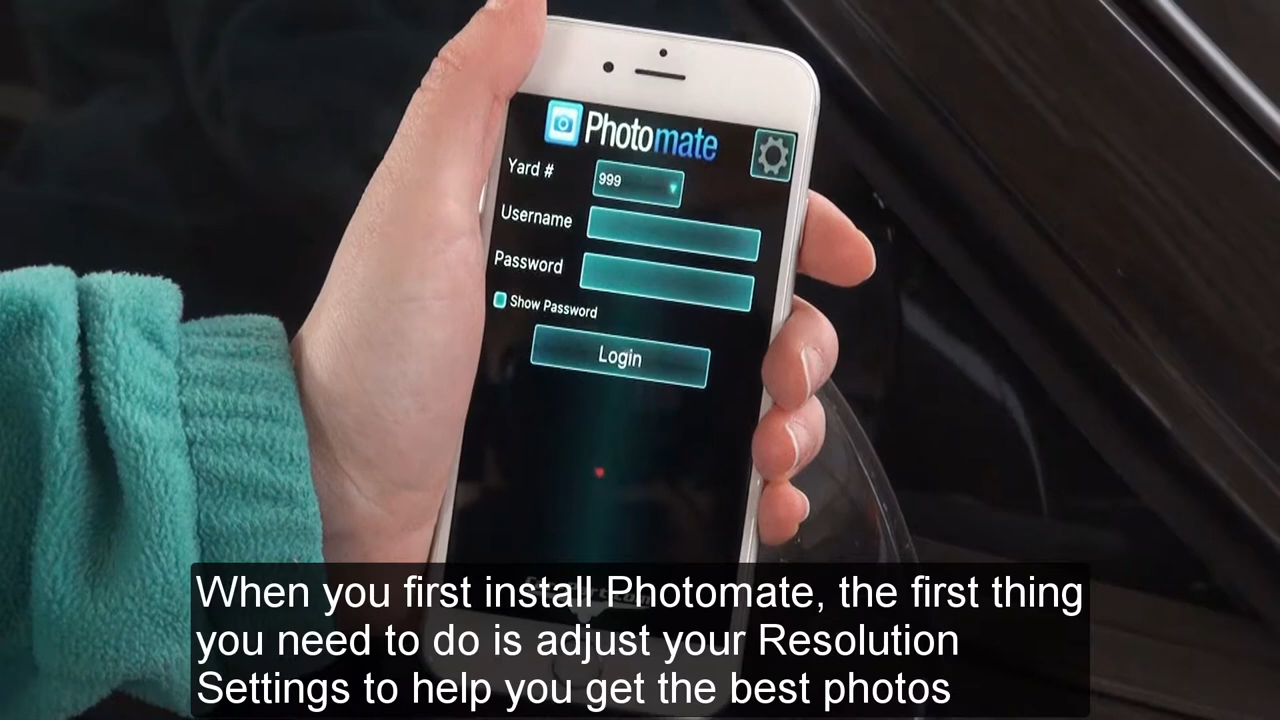 Photomate
Yard #
999
Username
Password
Show Password
Login
When you first install Photomate, the first thing
you need to do is adjust your Resolution
Settings to help you get the best photos